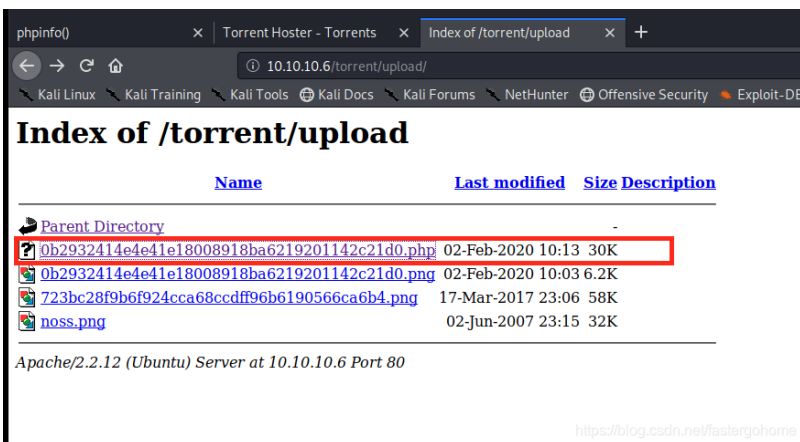 phpinfo() × Torrent Hoster - Torrents × Index of /torrent/upload × +
10.10.10.6/torrent/upload/
Kali Linux Kali Training Kali Tools Kali Docs Kali Forums NetHunter Offensive Security Exploit-DB
Index of /torrent/upload
Name Last modified Size Description
Parent Directory -
0b2932414e4e41e18008918ba6219201142c21d0.php 02-Feb-2020 10:13 30K
0b2932414e4e41e18008918ba6219201142c21d0.png 02-Feb-2020 10:03 6.2K
723bc28f9b6f924cca68ccdff96b6190566ca6b4.png 17-Mar-2017 23:06 58K
noss.png 02-Jun-2007 23:15 32K
Apache/2.2.12 (Ubuntu) Server at 10.10.10.6 Port 80
https://blog.csdn.net/fastergohome